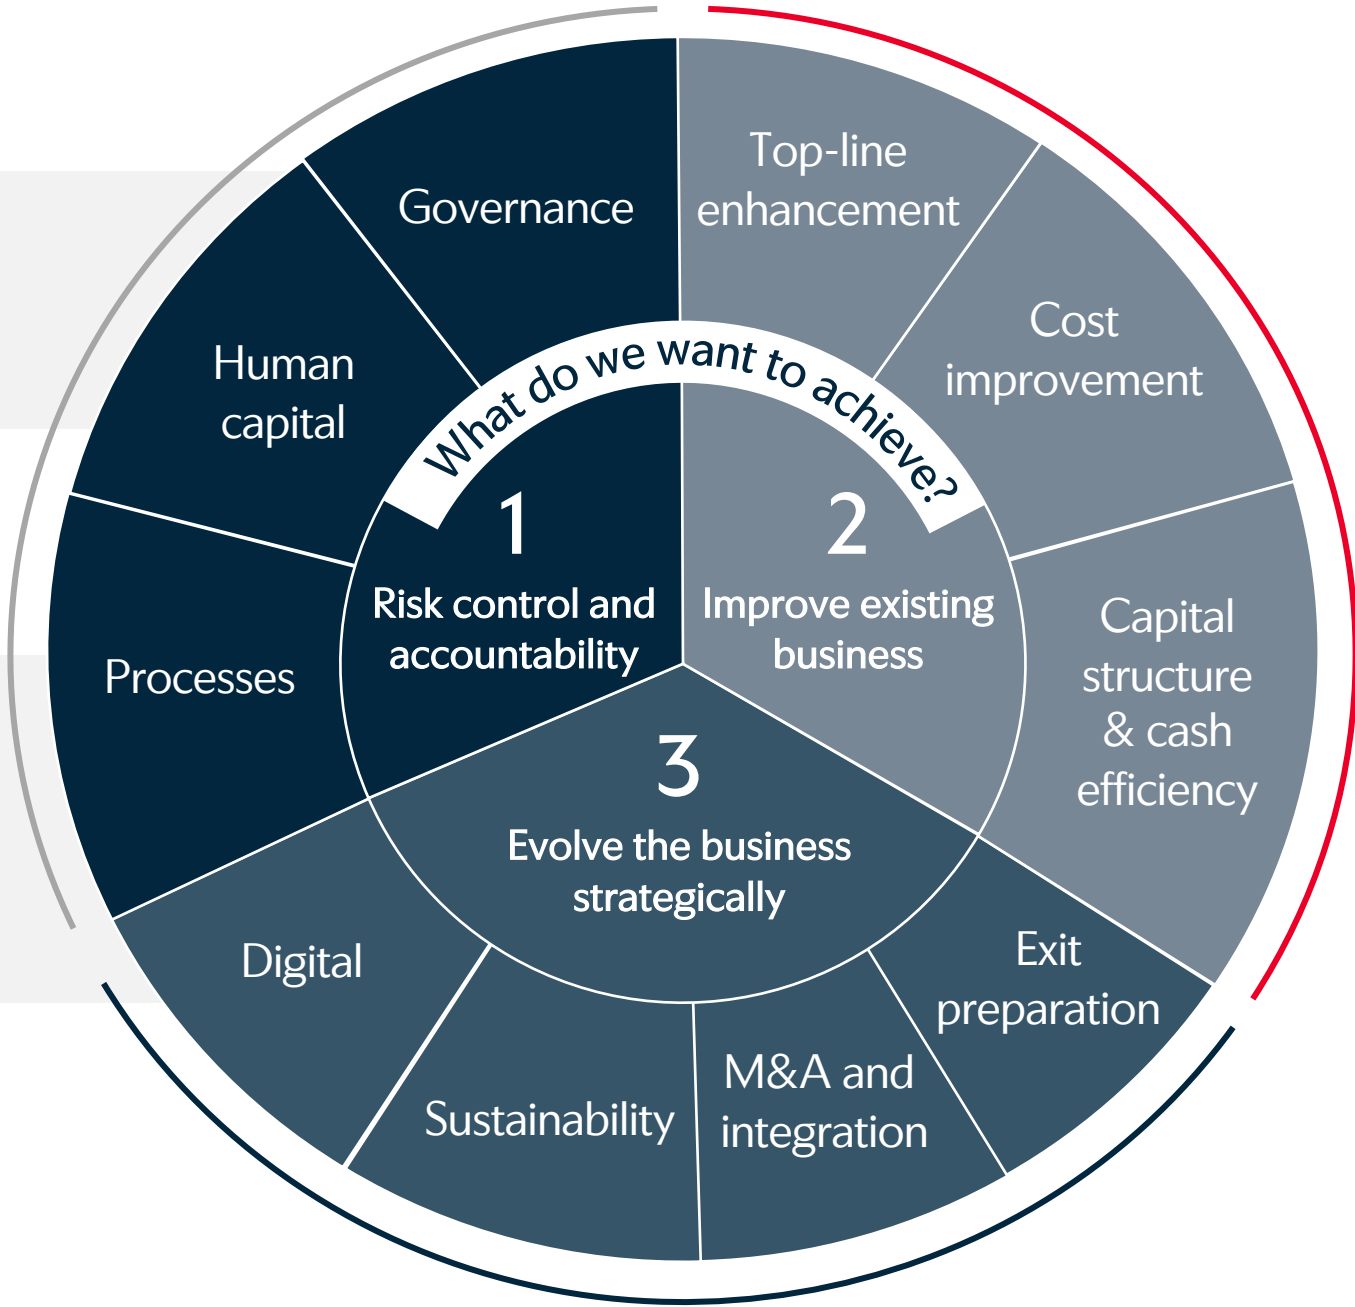 What do we want to achieve?
1
Risk control and
accountability
2
Improve existing
business
3
Evolve the business
strategically
Governance
Human
capital
Processes
Top-line
enhancement
Cost
improvement
Capital
structure
& cash
efficiency
Exit
preparation
M&A and
integration
Sustainability
Digital